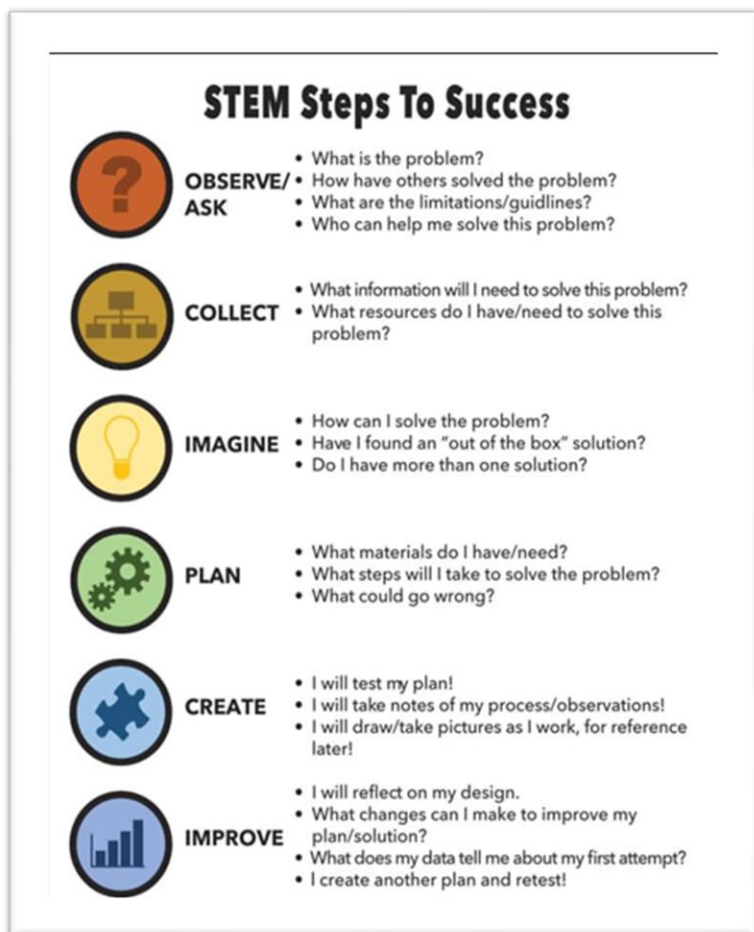 STEM Steps To Success
OBSERVE/
ASK
• What is the problem?
• How have others solved the problem?
• What are the limitations/guidlines?
• Who can help me solve this problem?
COLLECT
• What information will I need to solve this problem?
• What resources do I have/need to solve this
problem?
IMAGINE
• How can I solve the problem?
• Have I found an “out of the box” solution?
• Do I have more than one solution?
PLAN
• What materials do I have/need?
• What steps will I take to solve the problem?
• What could go wrong?
CREATE
• I will test my plan!
• I will take notes of my process/observations!
• I will draw/take pictures as I work, for reference
later!
IMPROVE
• I will reflect on my design.
• What changes can I make to improve my
plan/solution?
• What does my data tell me about my first attempt?
• I create another plan and retest!